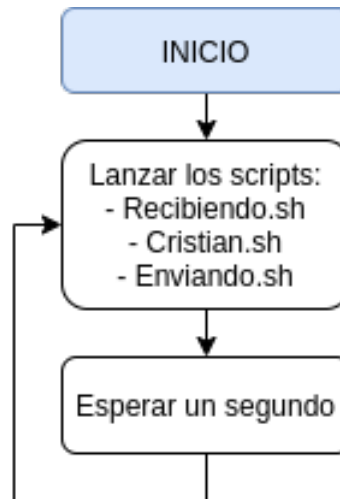 INICIO
Lanzar los scripts:
- Recibiendo.sh
- Cristian.sh
- Enviando.sh
Esperar un segundo